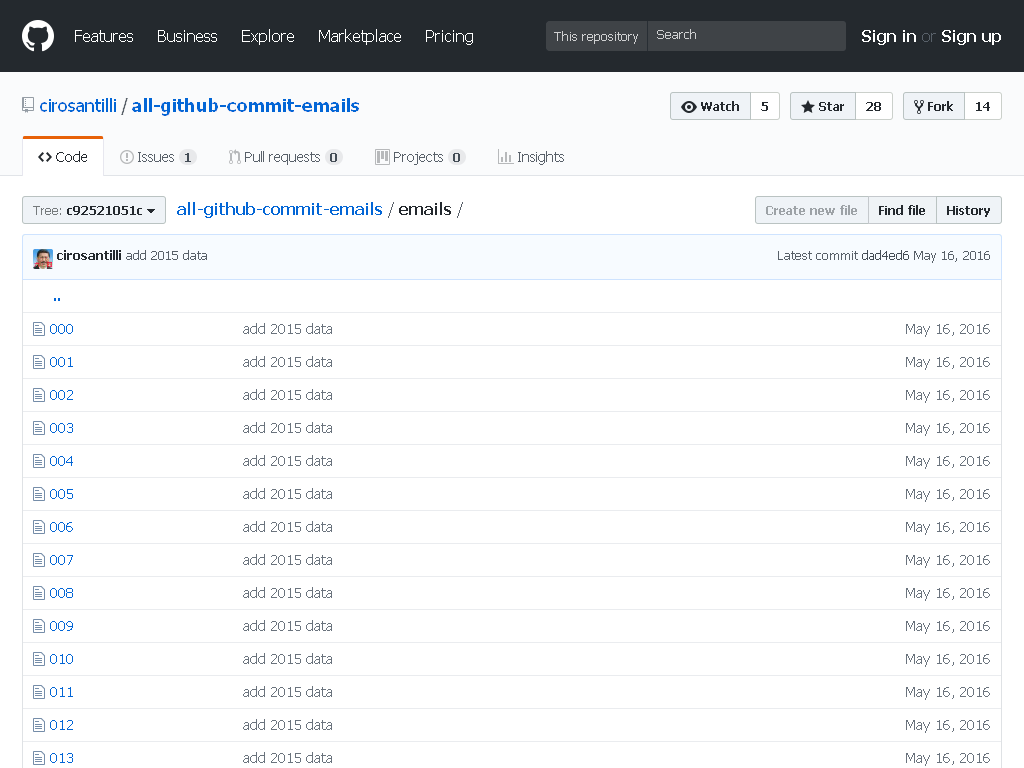 Features Business Explore Marketplace Pricing This repository Search Sign in or Sign up
cirosantilli / all-github-commit-emails Watch 5 Star 28 Fork 14
Code Issues 1 Pull requests 0 Projects 0 Insights
Tree: c92521051c all-github-commit-emails / emails / Create new file Find file History
cirosantilli add 2015 data Latest commit dad4ed6 May 16, 2016
..
000 add 2015 data May 16, 2016
001 add 2015 data May 16, 2016
002 add 2015 data May 16, 2016
003 add 2015 data May 16, 2016
004 add 2015 data May 16, 2016
005 add 2015 data May 16, 2016
006 add 2015 data May 16, 2016
007 add 2015 data May 16, 2016
008 add 2015 data May 16, 2016
009 add 2015 data May 16, 2016
010 add 2015 data May 16, 2016
011 add 2015 data May 16, 2016
012 add 2015 data May 16, 2016
013 add 2015 data May 16, 2016